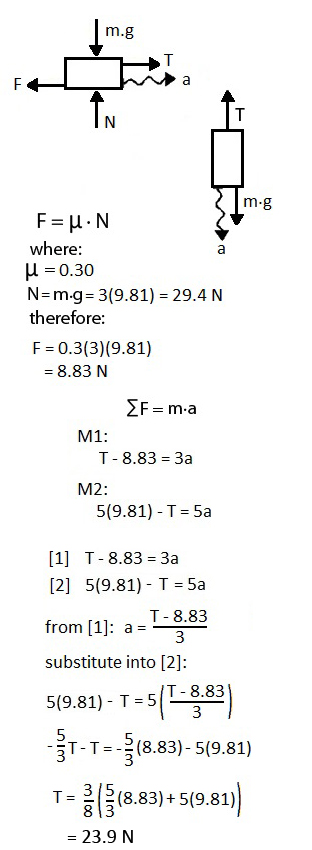 m.g
T
F
a
N
T
m·g
a
F = μ · N
where:
μ = 0.30
N = m·g = 3(9.81) = 29.4 N
therefore:
F = 0.3(3)(9.81)
= 8.83 N
∑F = m·a
M1:
T - 8.83 = 3a
M2:
5(9.81) - T = 5a
[1] T - 8.83 = 3a
[2] 5(9.81) - T = 5a
from [1]: a = (T - 8.83)/3
substitute into [2]:
5(9.81) - T = 5((T - 8.83)/3)
-5/3T - T = -5/3(8.83) - 5(9.81)
T = 3/8(5/3(8.83) + 5(9.81))
= 23.9 N